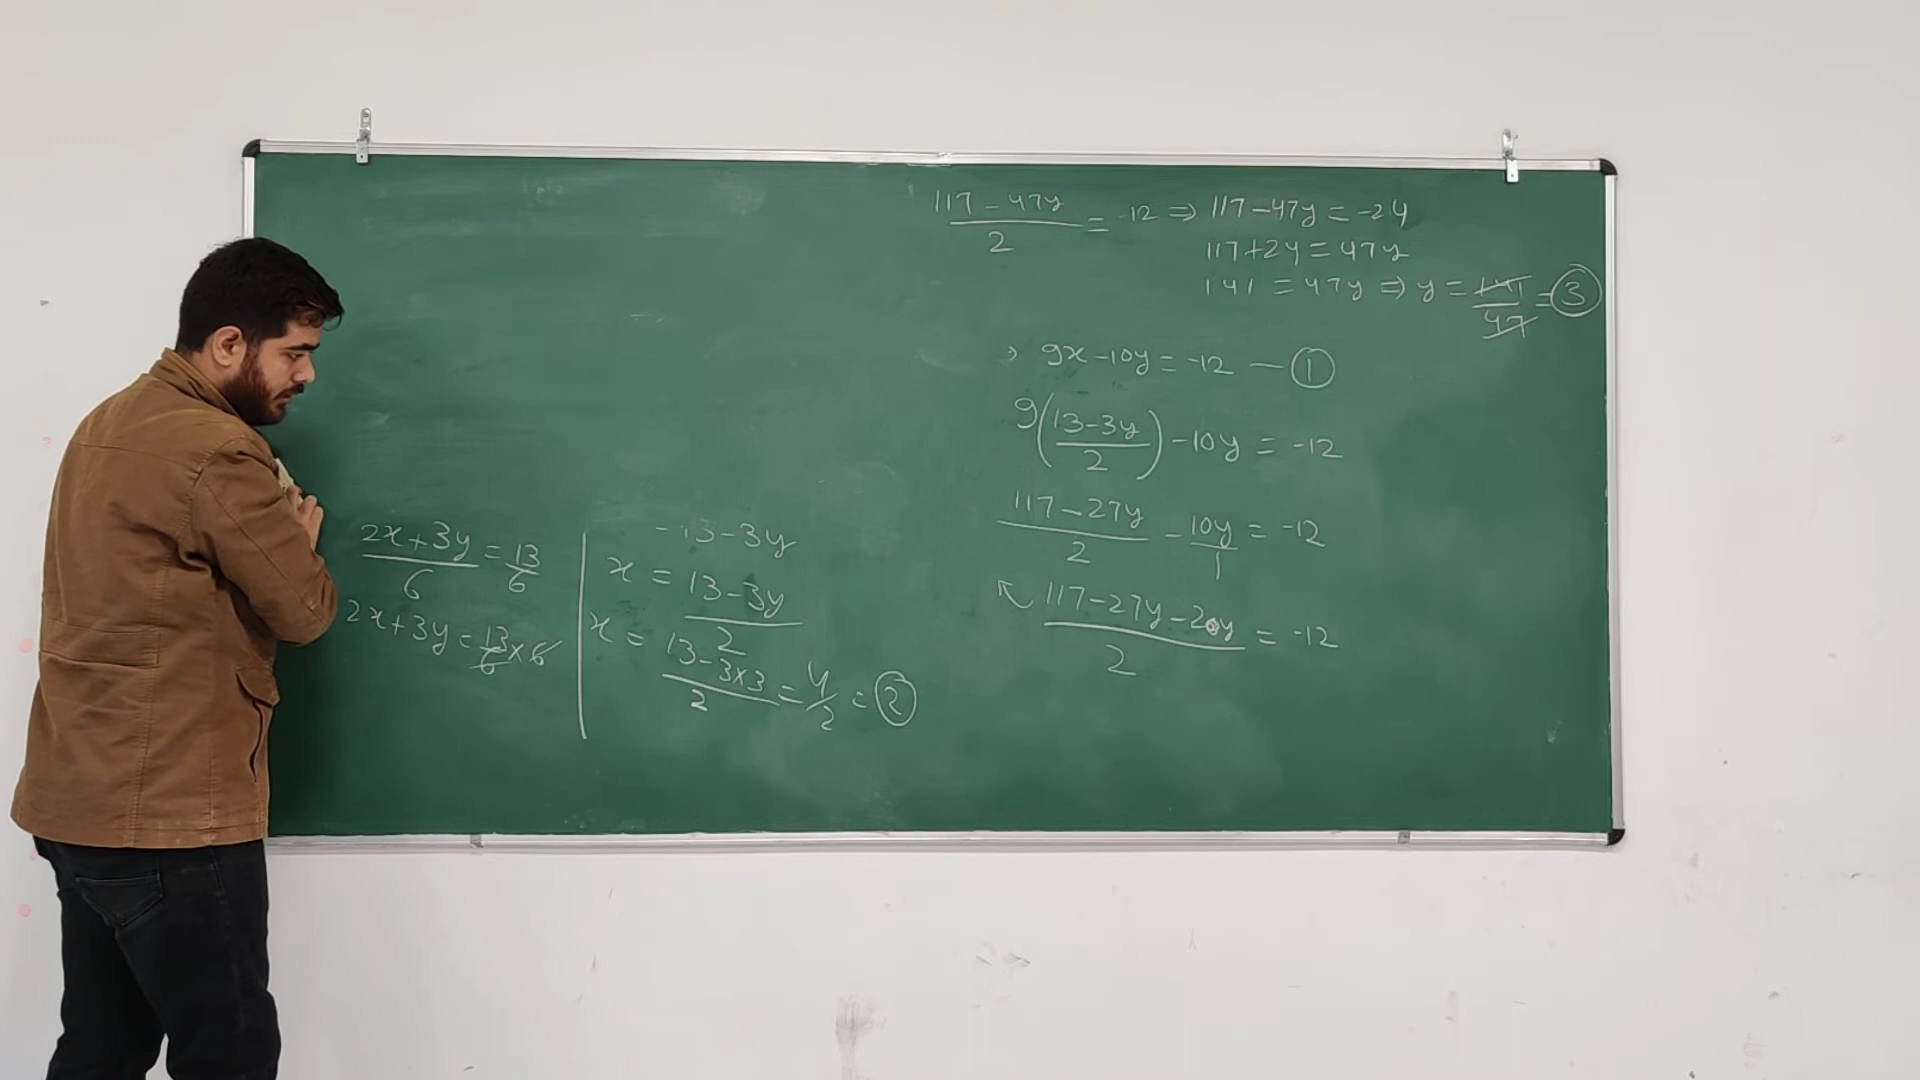 (2x+3y)/6 = 13/6
2x+3y = 13/6 × 6
-13-3y
x = (13-3y)/2
x = (13-3×3)/2 = 4/2 = 2
(117-47y)/2 = -12 ⇒ 117-47y = -24
117+24 = 47y
141 = 47y ⇒ y = 141/47 = 3
9x-10y = -12 — 1
9((13-3y)/2) -10y = -12
(117-27y)/2 - 10y/1 = -12
(117-27y-20y)/2 = -12